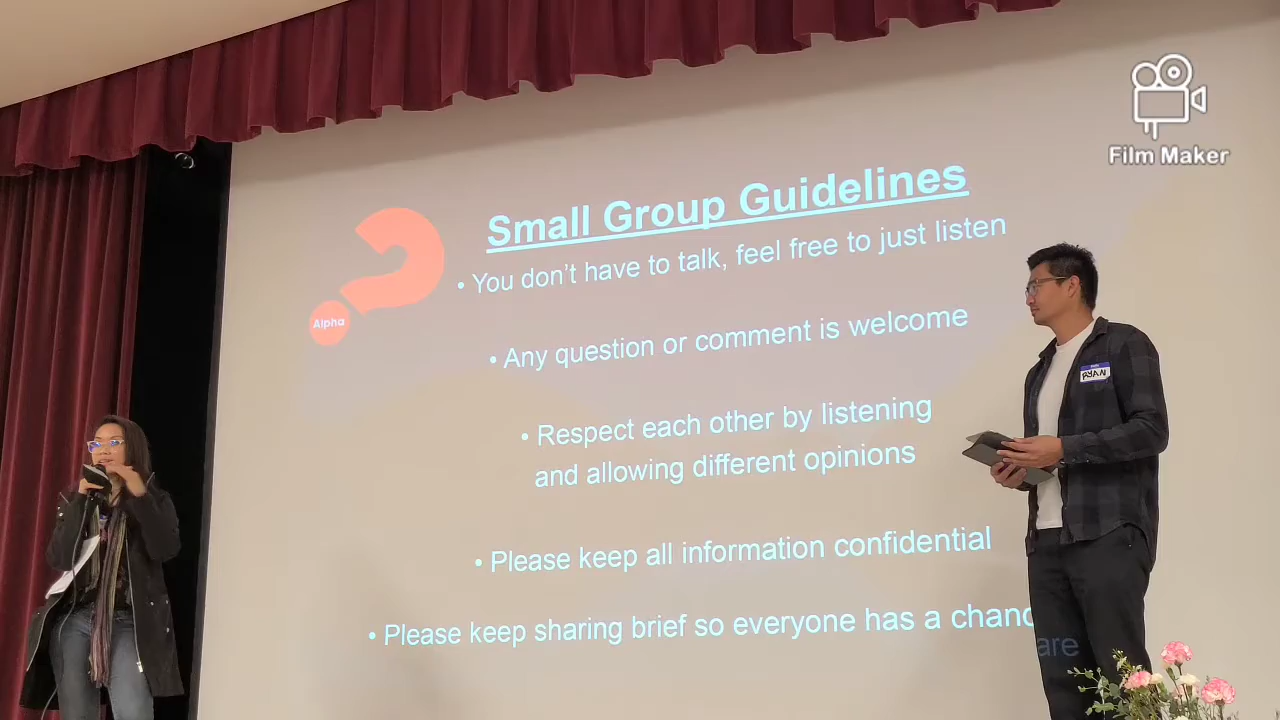 Film Maker
Small Group Guidelines
• You don't have to talk, feel free to just listen
Alpha
• Any question or comment is welcome
RYAN
• Respect each other by listening
and allowing different opinions
• Please keep all information confidential
• Please keep sharing brief so everyone has a chanc
are